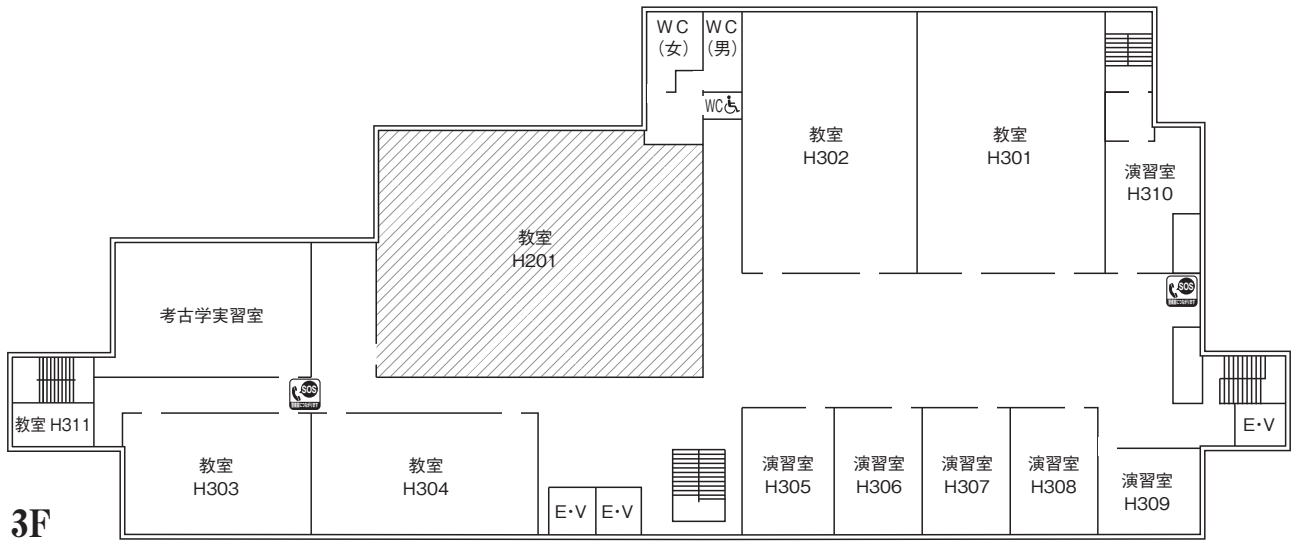 WC
(女)
WC
(男)
WC
教室
H302
教室
H301
演習室
H310
教室
H201
SOS
考古学実習室
SOS
教室 H311
教室
H303
教室
H304
E・V
E・V
演習室
H305
演習室
H306
演習室
H307
演習室
H308
演習室
H309
E・V
3F